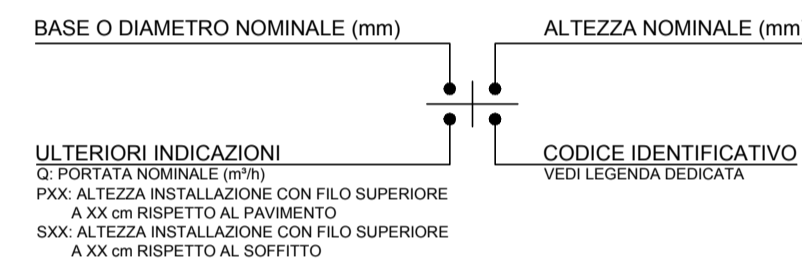 BASE O DIAMETRO NOMINALE (mm)
ALTEZZA NOMINALE (mm
ULTERIORI INDICAZIONI
Q: PORTATA NOMINALE (m³/h)
PXX: ALTEZZA INSTALLAZIONE CON FILO SUPERIORE
A XX cm RISPETTO AL PAVIMENTO
SXX: ALTEZZA INSTALLAZIONE CON FILO SUPERIORE
A XX cm RISPETTO AL SOFFITTO
CODICE IDENTIFICATIVO
VEDI LEGENDA DEDICATA